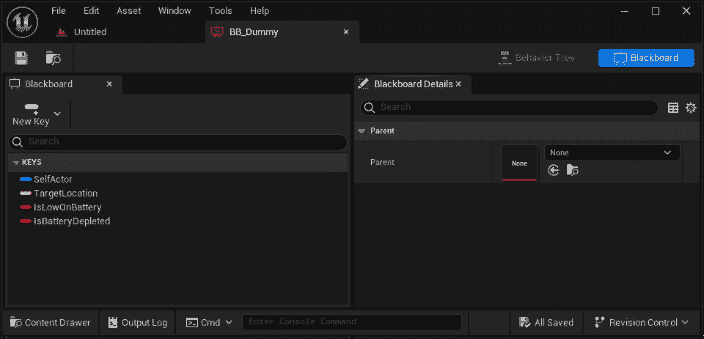 File Edit Asset Window Tools Help
Untitled
BB_Dummy
Behavior Tree
Blackboard
Blackboard
New Key
Search
KEYS
SelfActor
TargetLocation
IsLowOnBattery
IsBatteryDepleted
Blackboard Details
Search
Parent
Parent
None
None
Content Drawer
Output Log
Cmd
Enter Console Command
All Saved
Revision Control